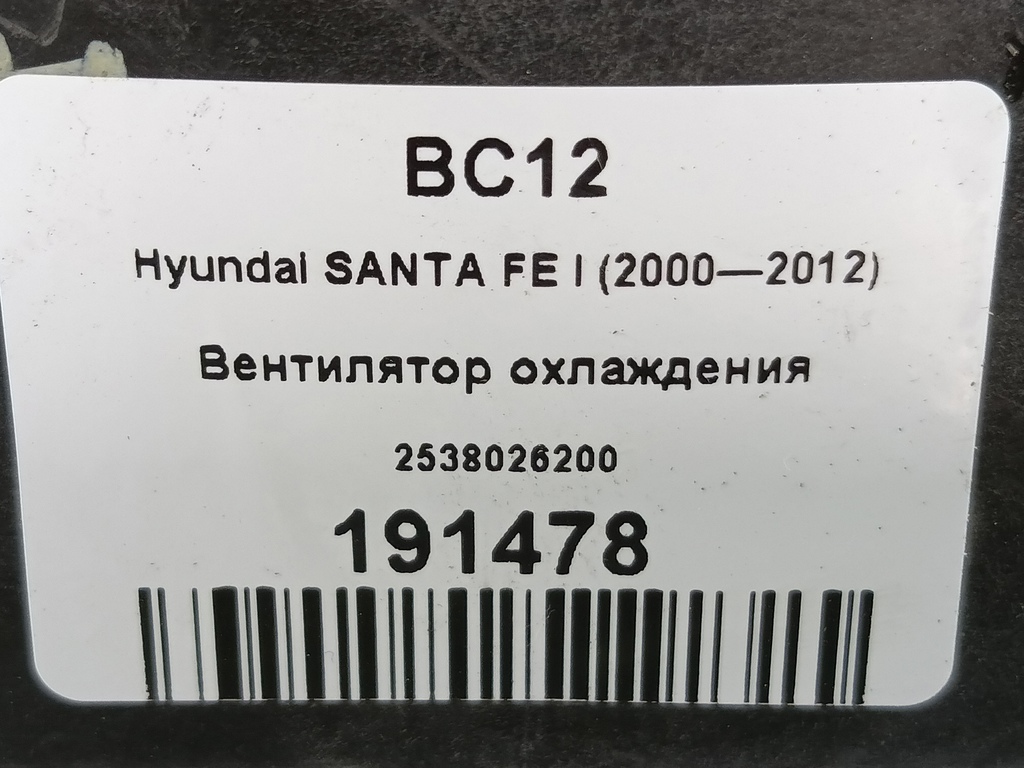 BC12
Hyundai SANTA FE I (2000—2012)
Вентилятор охлаждения
2538026200
191478